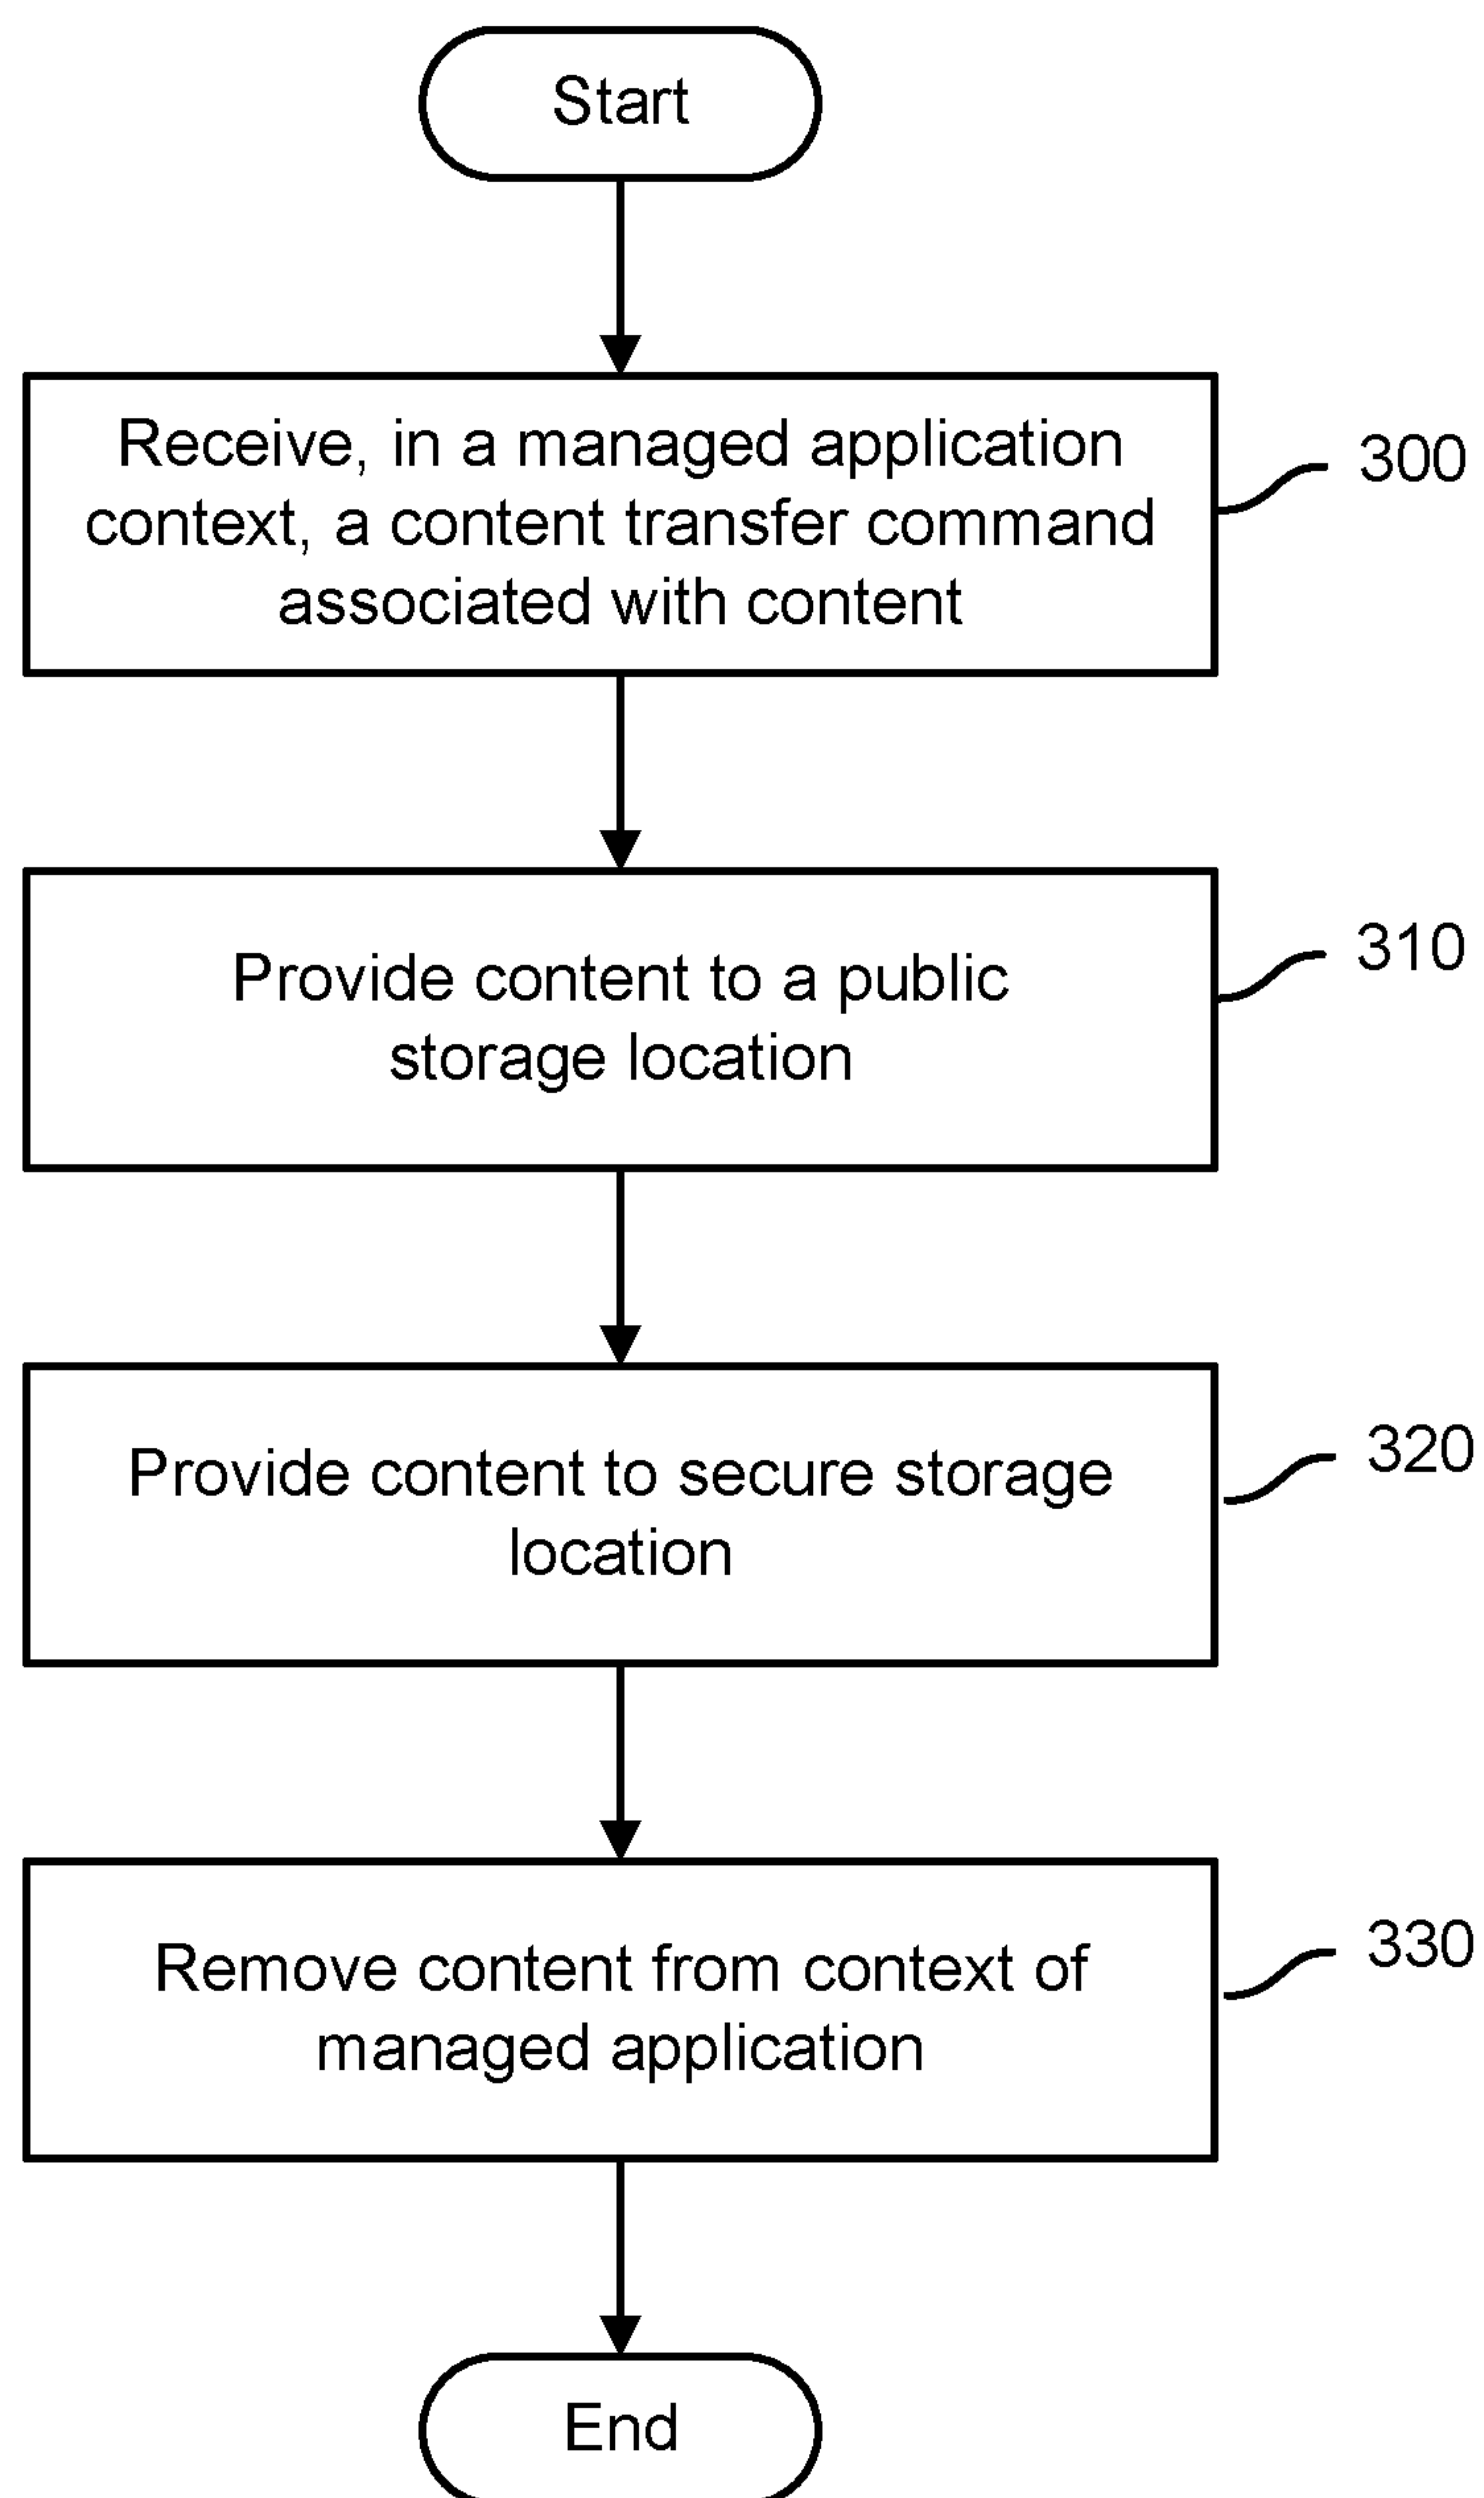 Start
Receive, in a managed application
context, a content transfer command
associated with content
300
Provide content to a public
storage location
310
Provide content to secure storage
location
320
Remove content from context of
managed application
330
End